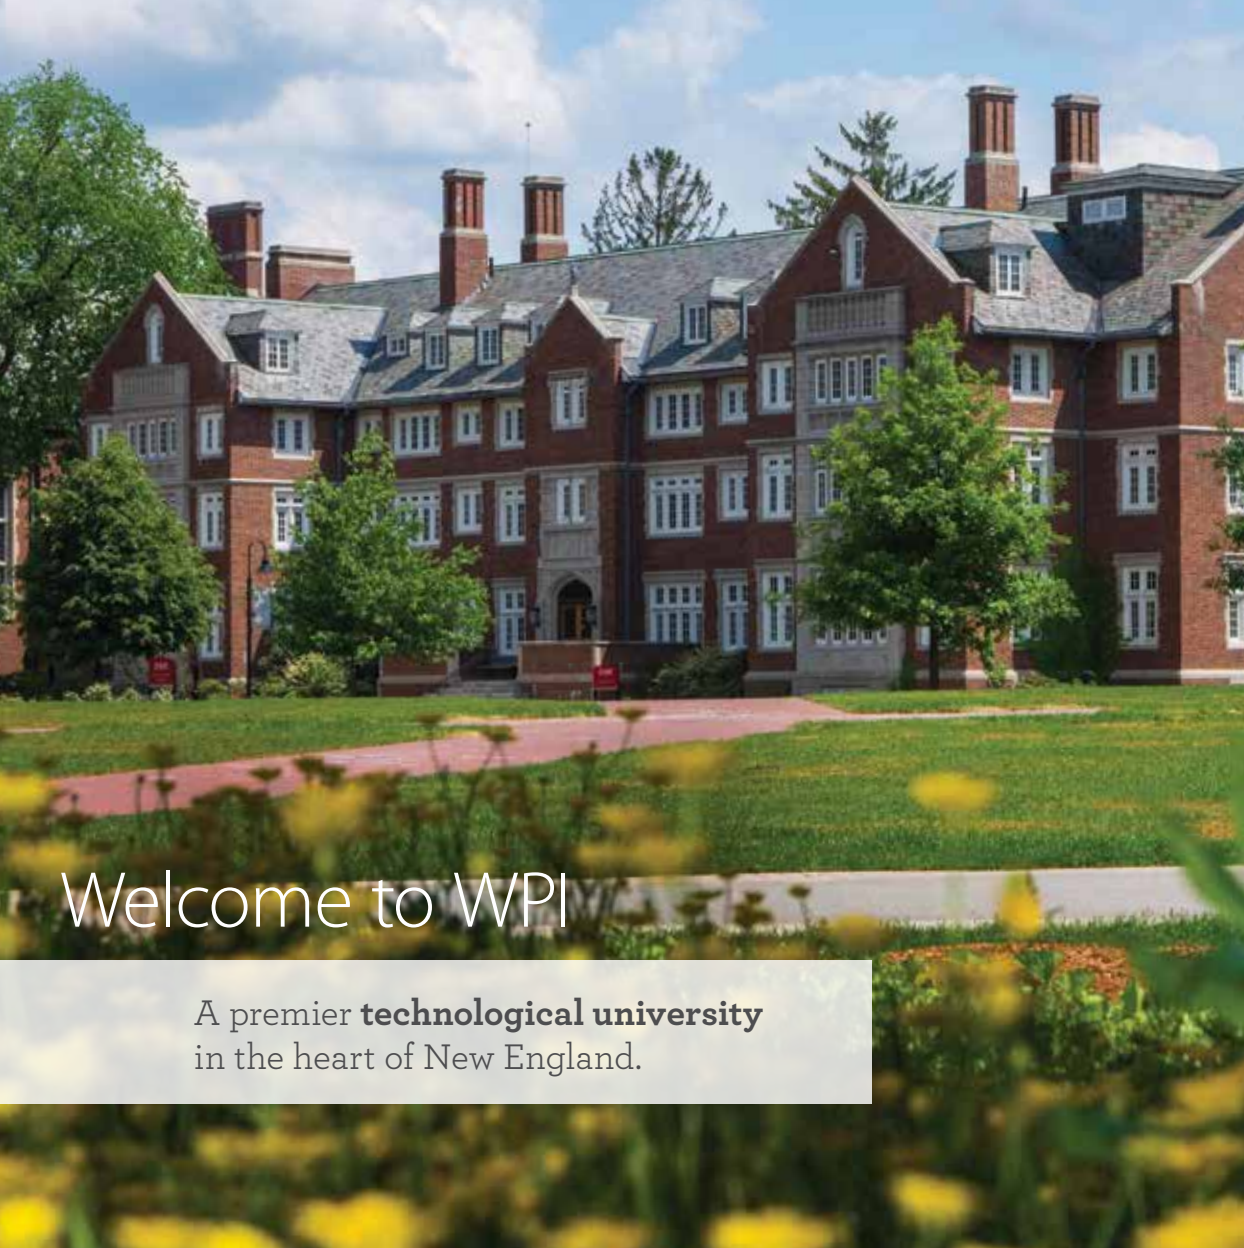 Welcome to WPI
A premier technological university
in the heart of New England.